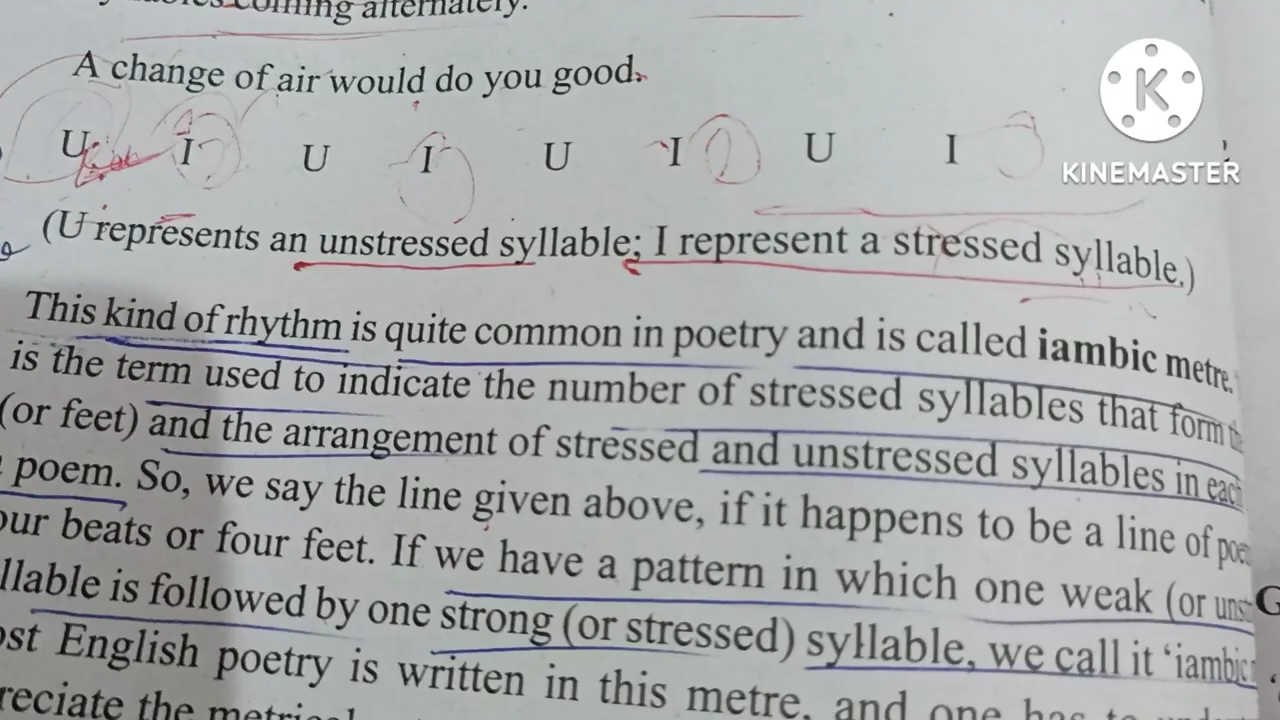 coming alternately.
A change of air would do you good.
U I U I U I U I
KINEMASTER
(U represents an unstressed syllable; I represent a stressed syllable.)
This kind of rhythm is quite common in poetry and is called iambic metre.
is the term used to indicate the number of stressed syllables that form
(or feet) and the arrangement of stressed and unstressed syllables in each
poem. So, we say the line given above, if it happens to be a line of
beats or four feet. If we have a pattern in which one weak (or
is followed by one strong (or stressed) syllable, we call it 'iambic
English poetry is written in this metre, and one has to
the